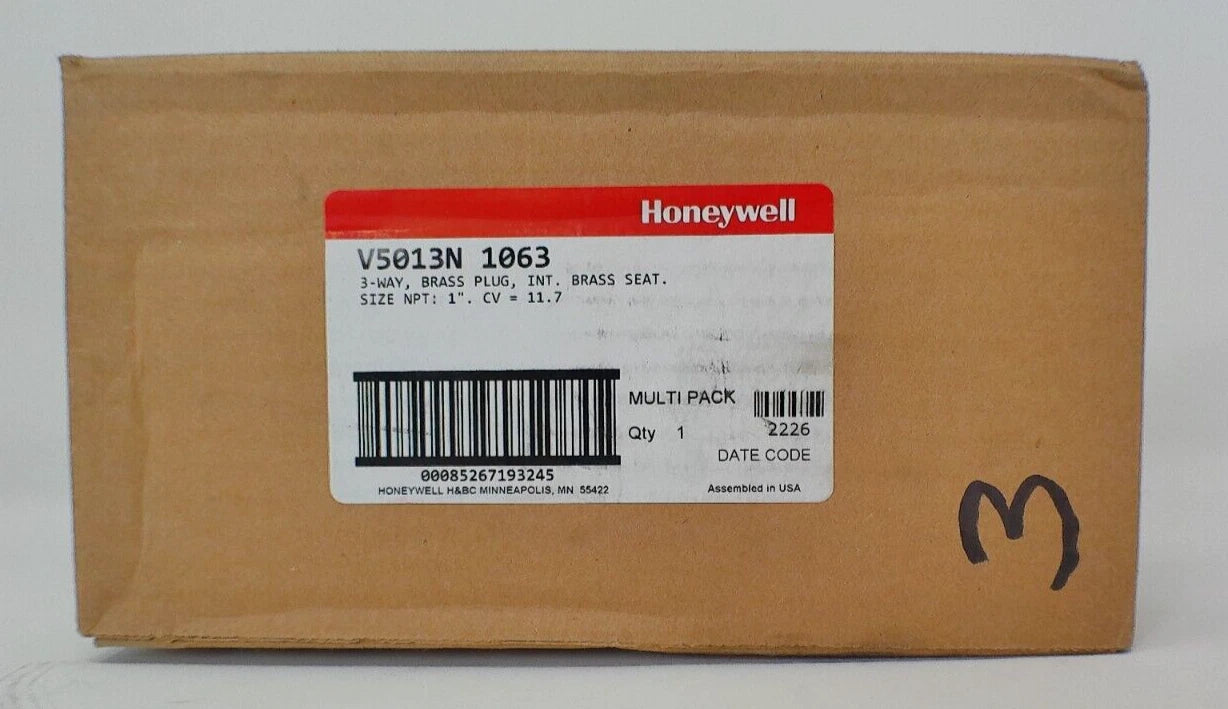 Honeywell
V5013N 1063
3-WAY, BRASS PLUG, INT. BRASS SEAT.
SIZE NPT: 1". CV = 11.7
MULTI PACK
Qty 1
2226
DATE CODE
00085267193245
HONEYWELL H&BC MINNEAPOLIS, MN 55422
Assembled in USA
3